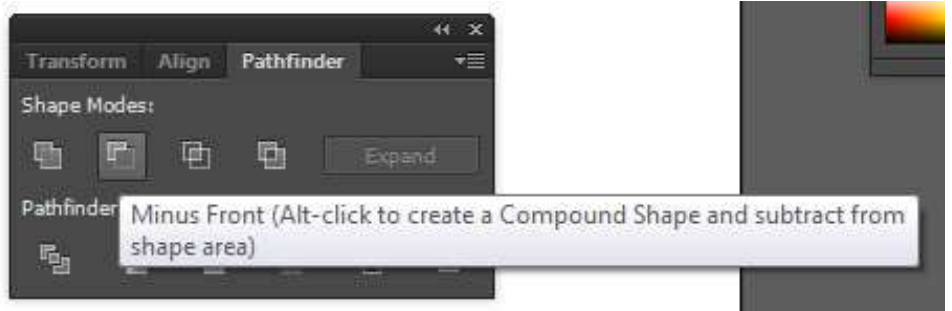 Transform Align Pathfinder
Shape Modes:
Expand
Pathfinder
Minus Front (Alt-click to create a Compound Shape and subtract from
shape area)